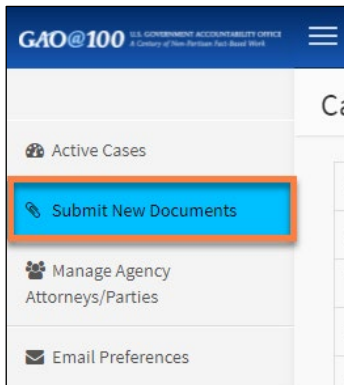 GAO@100 U.S. GOVERNMENT ACCOUNTABILITY OFFICE
A Century of Non-Partisan Fact-Based Work
Ca
Active Cases
Submit New Documents
Manage Agency
Attorneys/Parties
Email Preferences